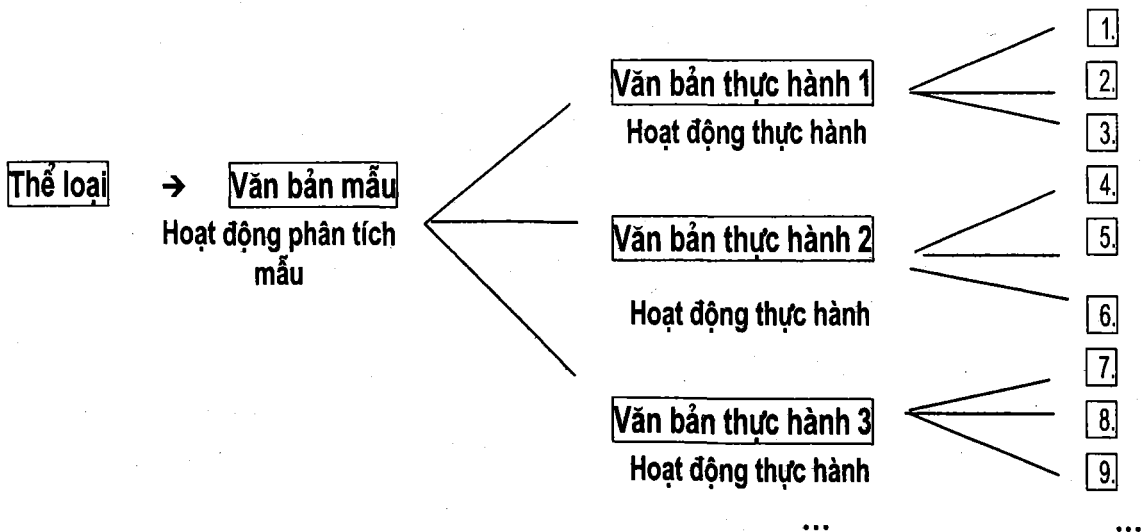 Thể loại → Văn bản mẫu
Hoạt động phân tích
mẫu
Văn bản thực hành 1
Hoạt động thực hành
Văn bản thực hành 2
Hoạt động thực hành
Văn bản thực hành 3
Hoạt động thực hành
...
1.
2.
3.
4.
5.
6.
7.
8.
9.
...